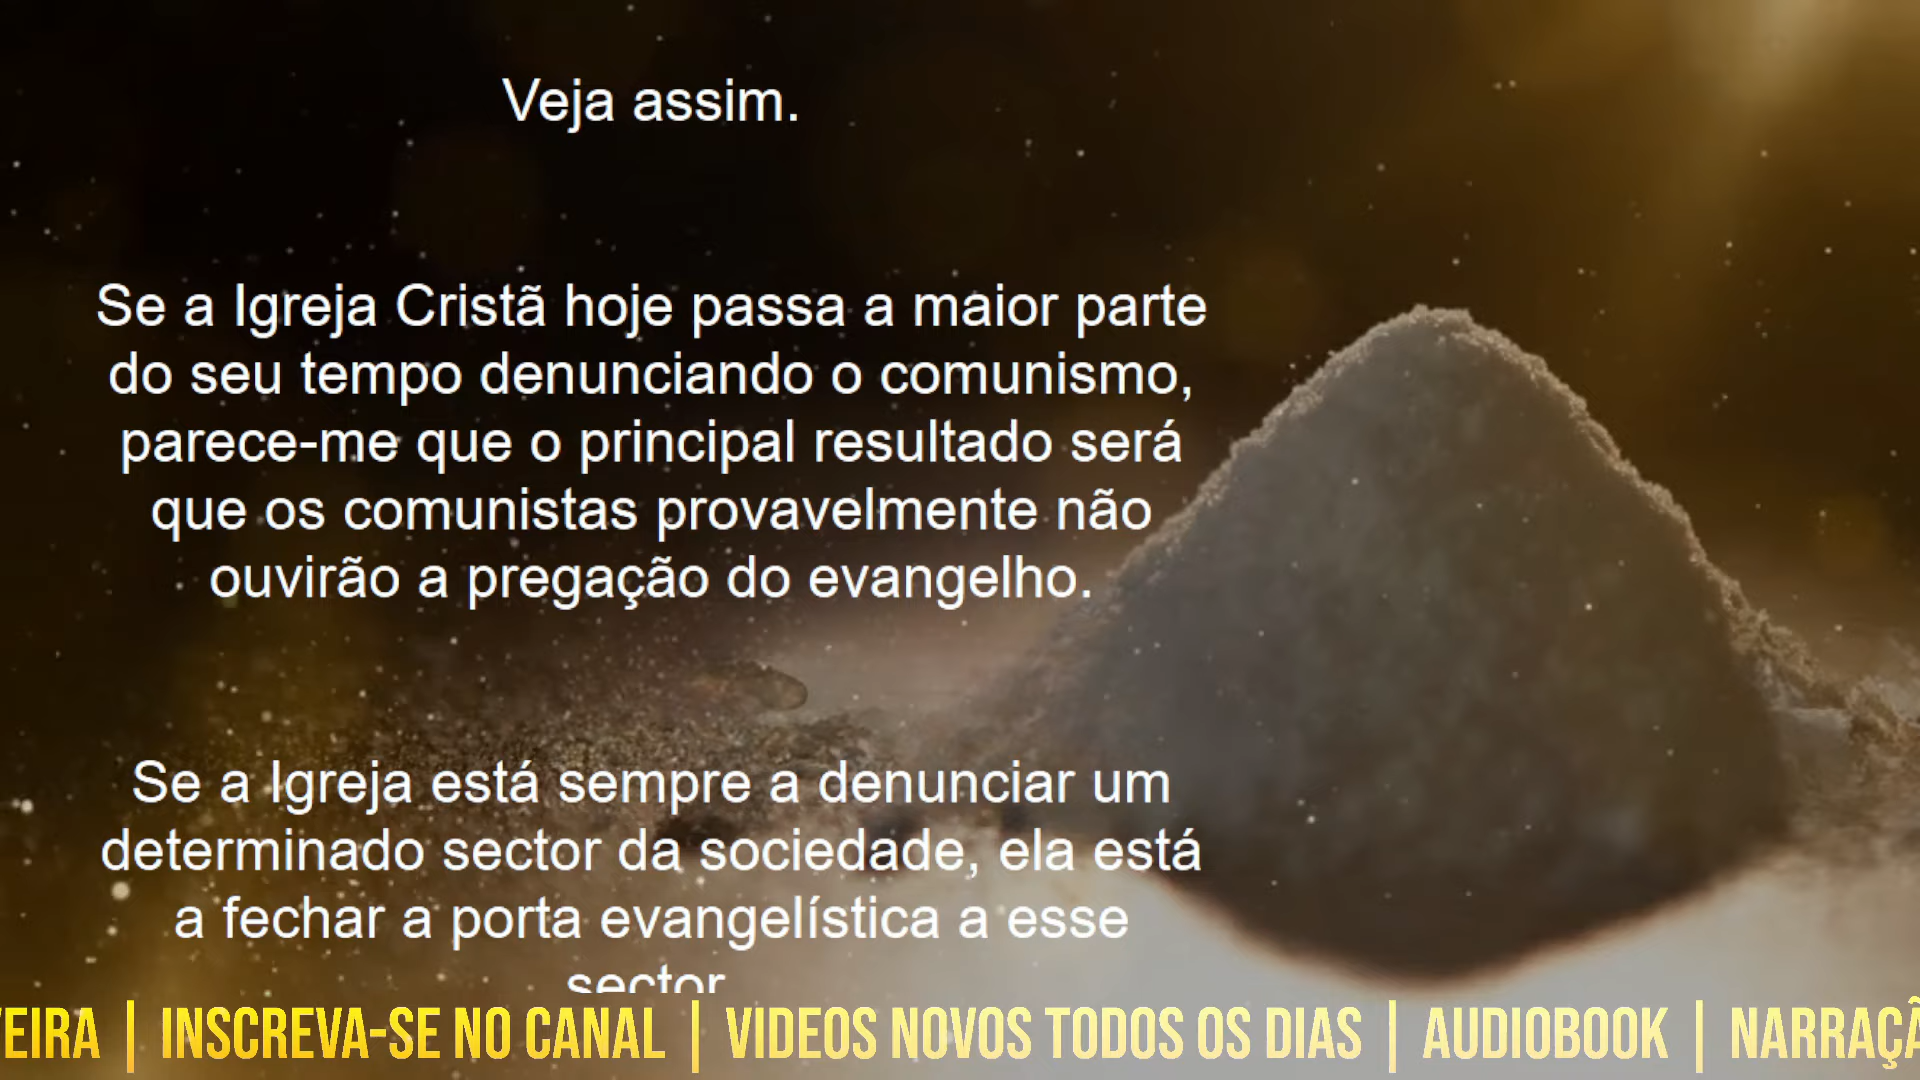 Veja assim.
Se a Igreja Cristã hoje passa a maior parte
do seu tempo denunciando o comunismo,
parece-me que o principal resultado será
que os comunistas provavelmente não
ouvirão a pregação do evangelho.
Se a Igreja está sempre a denunciar um
determinado sector da sociedade, ela está
a fechar a porta evangelística a esse
sector
EIRA | INSCREVA-SE NO CANAL | VIDEOS NOVOS TODOS OS DIAS | AUDIOBOOK | NARRAÇÃ